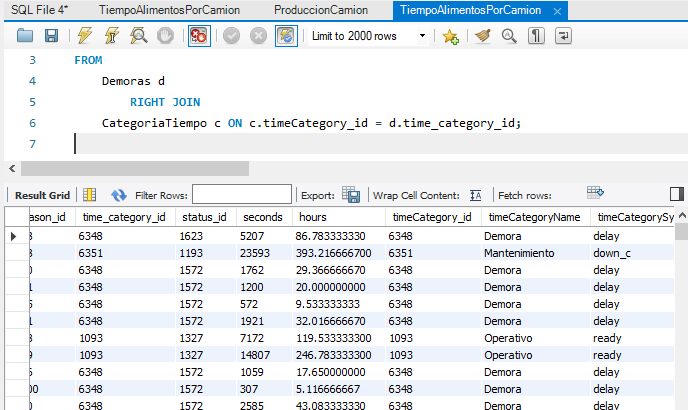 SQL File 4* TiempoAlimentosPorCamion ProduccionCamion TiempoAlimentosPorCamion
Limit to 2000 rows
3 FROM
4 Demoras d
5 RIGHT JOIN
6 CategoriaTiempo c ON c.timeCategory_id = d.time_category_id;
7
Result Grid Filter Rows: Export: Wrap Cell Content: Fetch rows:
ason_id time_category_id status_id seconds hours timeCategory_id timeCategoryName timeCategorySy
3 6348 1623 5207 86.783333330 6348 Demora delay
3 6351 1193 23593 393.216666700 6351 Mantenimiento down_c
0 6348 1572 1762 29.366666670 6348 Demora delay
1 6348 1572 1200 20.000000000 6348 Demora delay
5 6348 1572 572 9.533333333 6348 Demora delay
1 6348 1572 1921 32.016666670 6348 Demora delay
3 1093 1327 7172 119.533333300 1093 Operativo ready
9 1093 1327 14807 246.783333300 1093 Operativo ready
5 6348 1572 1059 17.650000000 6348 Demora delay
00 6348 1572 307 5.116666667 6348 Demora delay
0 6348 1572 2585 43.083333330 6348 Demora delay